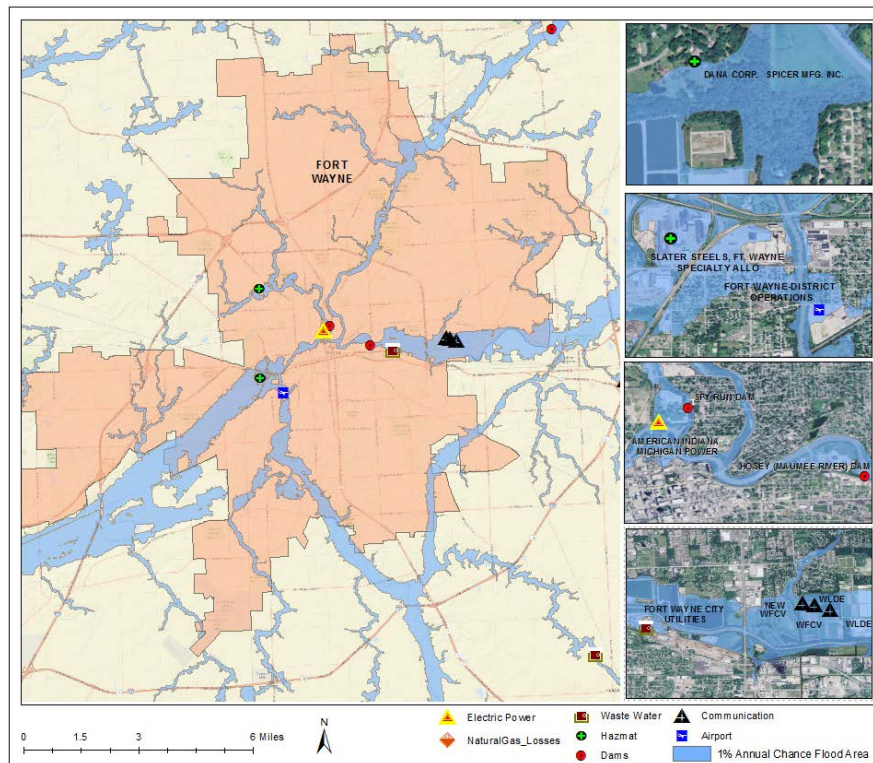 FORT
WAYNE
DANA CORP. SPICER MFG. INC.
SLATER STEELS, FT. WAYNE
SPECIALTY ALLO
FORT WAYNE-DISTRICT
OPERATIONS
SPY RUN DAM
AMERICAN INDIANA
MICHIGAN POWER
HOSEY (MAUMEE RIVER) DAM
FORT WAYNE CITY
UTILITIES
NEW
WFCV
WLDE
WFCV
WLDE
0 1.5 3 6 Miles
N
Electric Power
NaturalGas_Losses
Waste Water
Hazmat
Dams
Communication
Airport
1% Annual Chance Flood Area